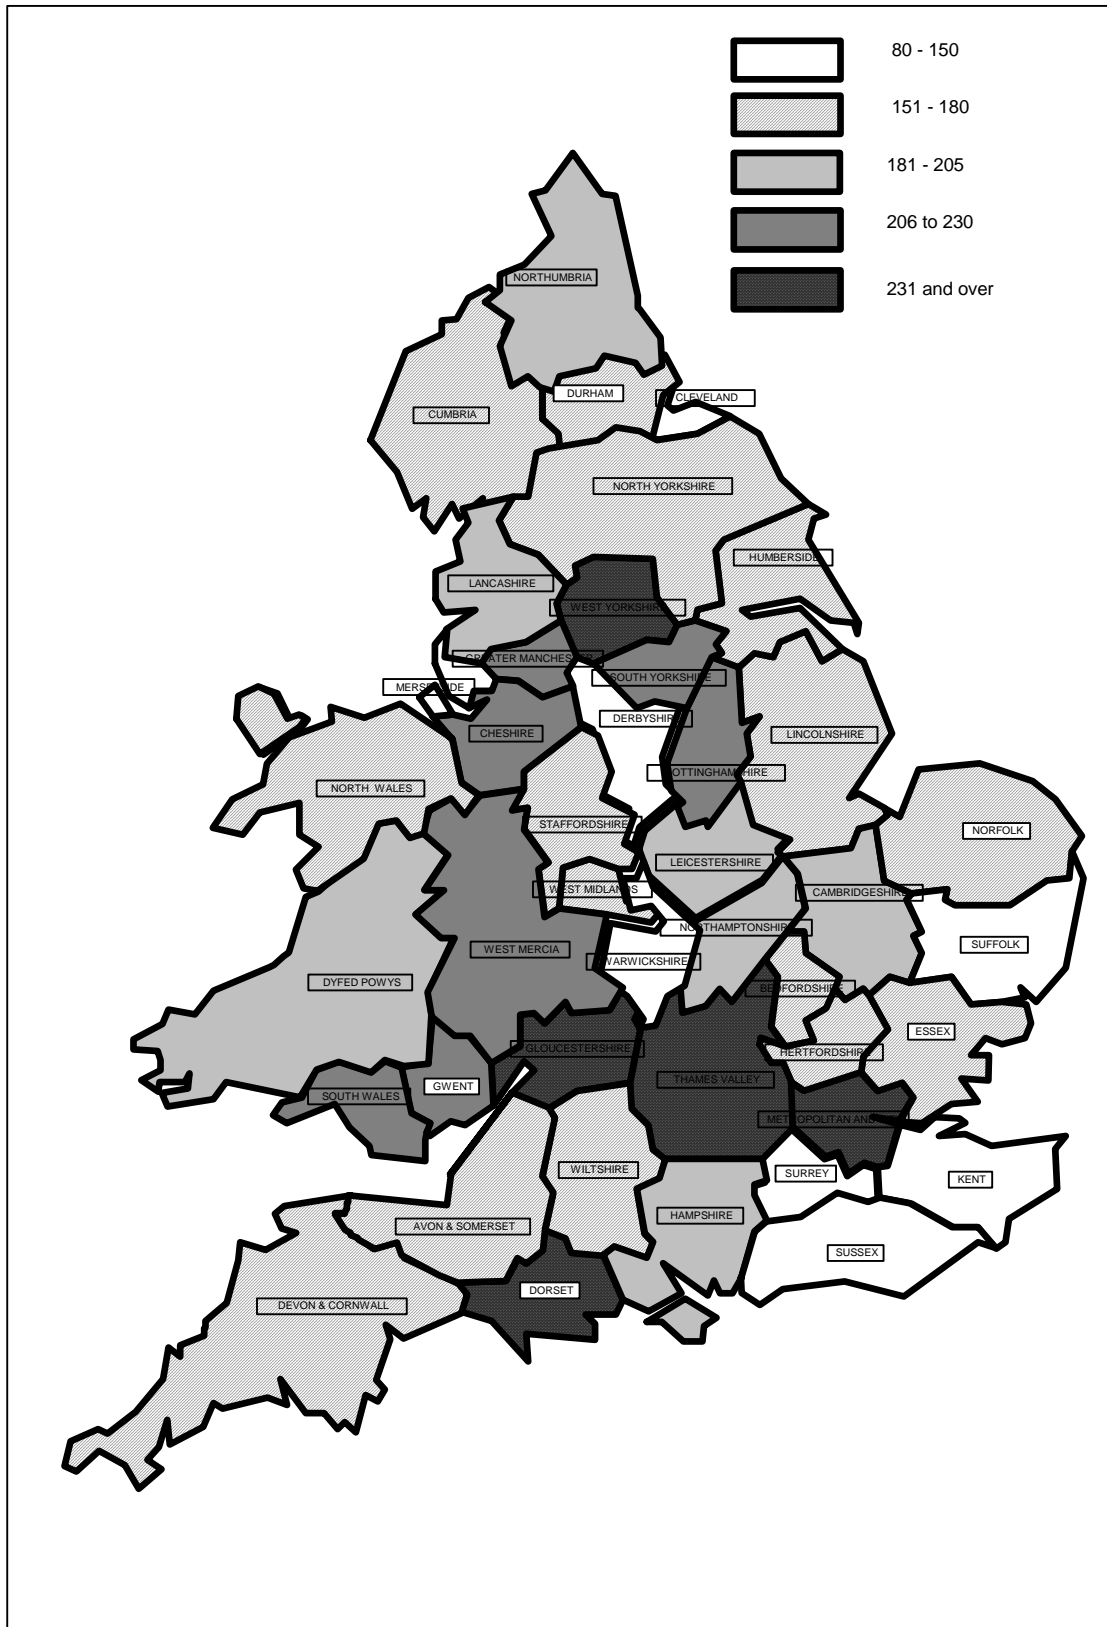 80 - 150
151 - 180
181 - 205
206 to 230
231 and over
NORTHUMBRIA
DURHAM
CLEVELAND
CUMBRIA
NORTH YORKSHIRE
HUMBERSIDE
LANCASHIRE
WEST YORKSHIRE
GREATER MANCHESTER
SOUTH YORKSHIRE
MERSEYSIDE
DERBYSHIRE
CHESHIRE
LINCOLNSHIRE
NOTTINGHAMSHIRE
NORTH WALES
STAFFORDSHIRE
NORFOLK
LEICESTERSHIRE
WEST MIDLANDS
CAMBRIDGESHIRE
NORTHAMPTONSHIRE
SUFFOLK
WEST MERCIA
WARWICKSHIRE
DYFED POWYS
BEDFORDSHIRE
ESSEX
GLOUCESTERSHIRE
HERTFORDSHIRE
THAMES VALLEY
GWENT
SOUTH WALES
METROPOLITAN AND
WILTSHIRE
SURREY
KENT
HAMPSHIRE
AVON & SOMERSET
SUSSEX
DORSET
DEVON & CORNWALL